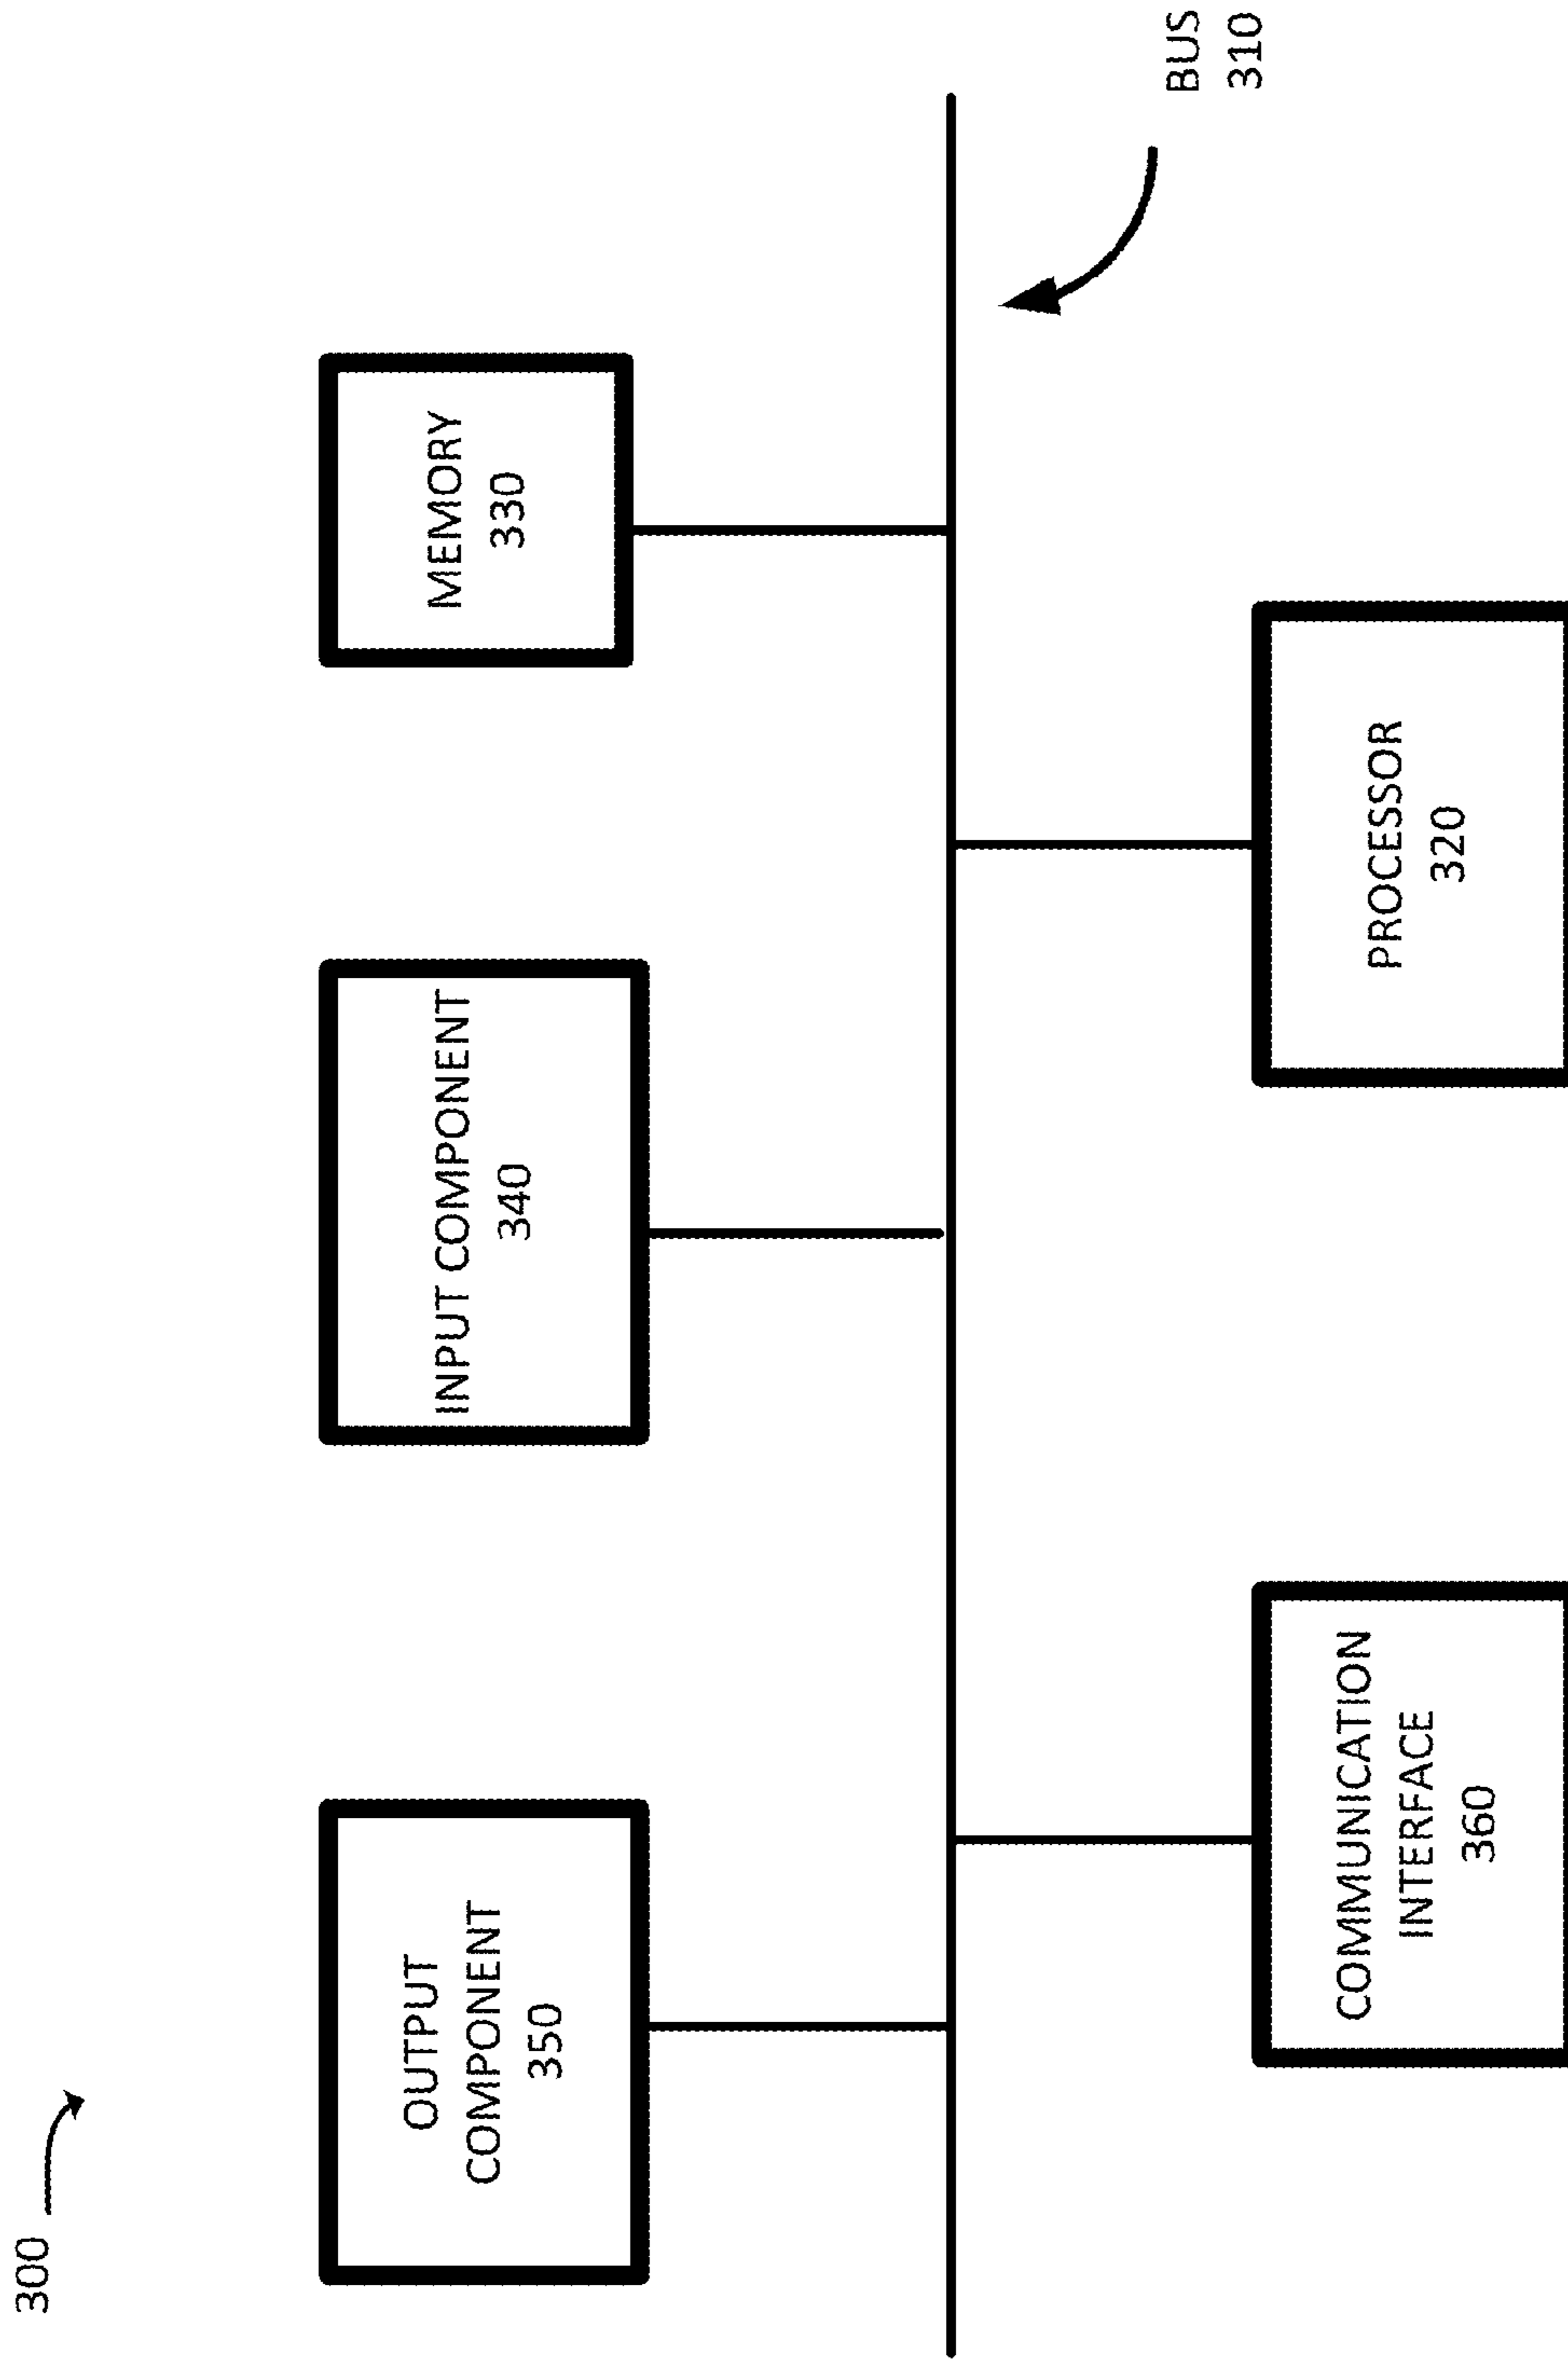 300
OUTPUT
COMPONENT
350
INPUT COMPONENT
340
MEMORY
330
BUS
310
COMMUNICATION
INTERFACE
360
PROCESSOR
320